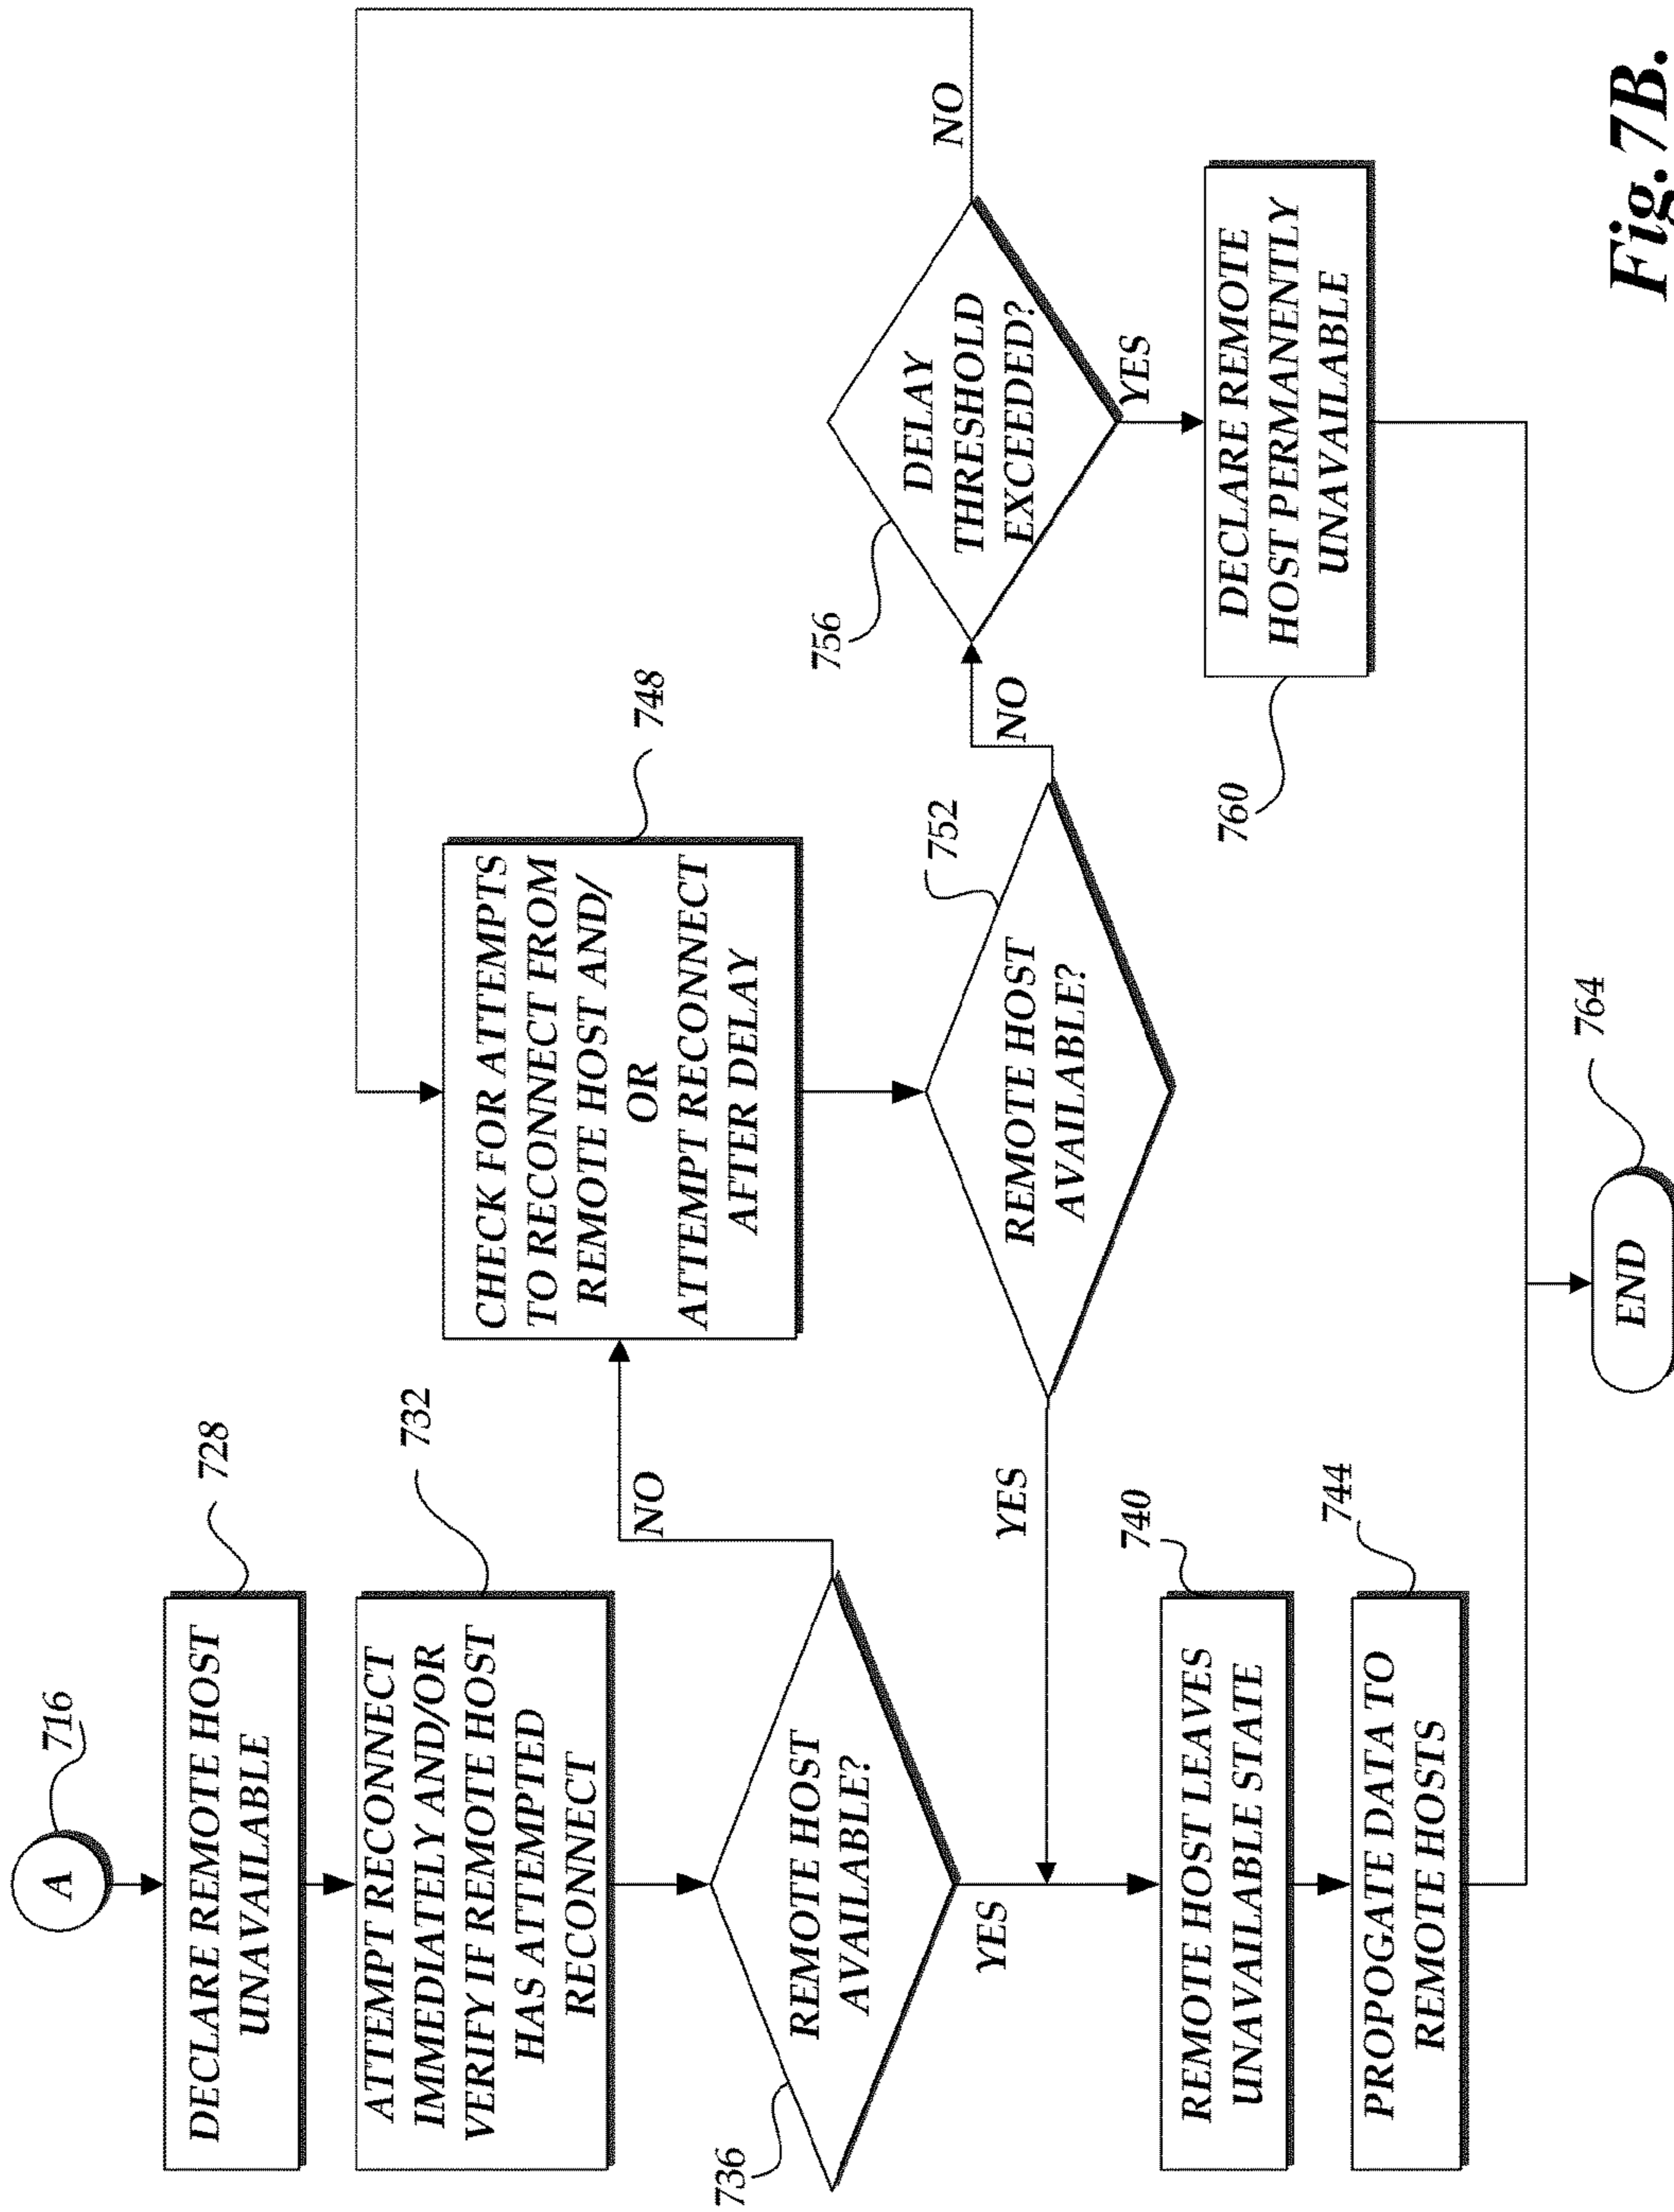 A
716
DECLARE REMOTE HOST
UNAVAILABLE
728
ATTEMPT RECONNECT
IMMEDIATELY AND/OR
VERIFY IF REMOTE HOST
HAS ATTEMPTED
RECONNECT
732
REMOTE HOST
AVAILABLE?
736
NO
YES
REMOTE HOST LEAVES
UNAVAILABLE STATE
740
PROPOGATE DATA TO
REMOTE HOSTS
744
CHECK FOR ATTEMPTS
TO RECONNECT FROM
REMOTE HOST AND/
OR
ATTEMPT RECONNECT
AFTER DELAY
748
REMOTE HOST
AVAILABLE?
752
YES
NO
DELAY
THRESHOLD
EXCEEDED?
756
NO
YES
DECLARE REMOTE
HOST PERMANENTLY
UNAVAILABLE
760
END
764
Fig.7B.